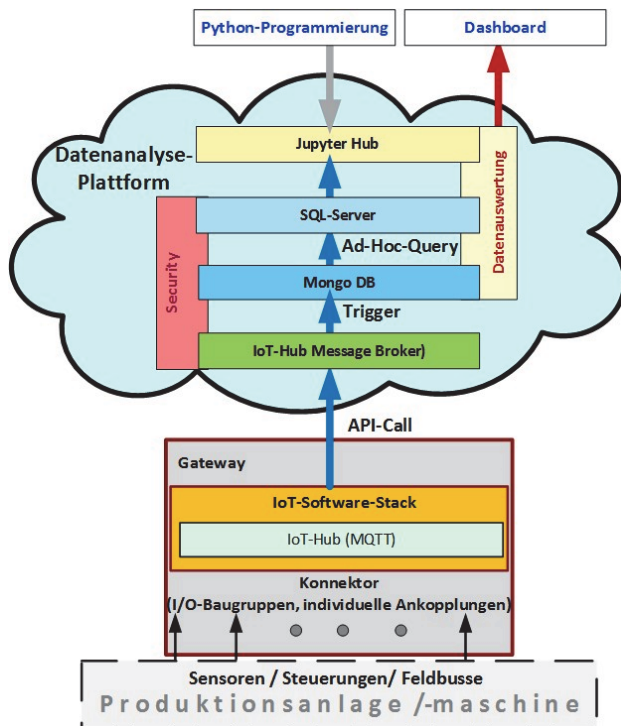 Python-Programmierung
Dashboard
Jupyter Hub
Datenanalyse-
Plattform
Datenauswertung
SQL-Server
Ad-Hoc-Query
Security
Mongo DB
Trigger
IoT-Hub Message Broker)
API-Call
Gateway
IoT-Software-Stack
IoT-Hub (MQTT)
Konnektor
(I/O-Baugruppen, individuelle Ankopplungen)
Sensoren / Steuerungen/ Feldbusse
Produktionsanlage /-maschine